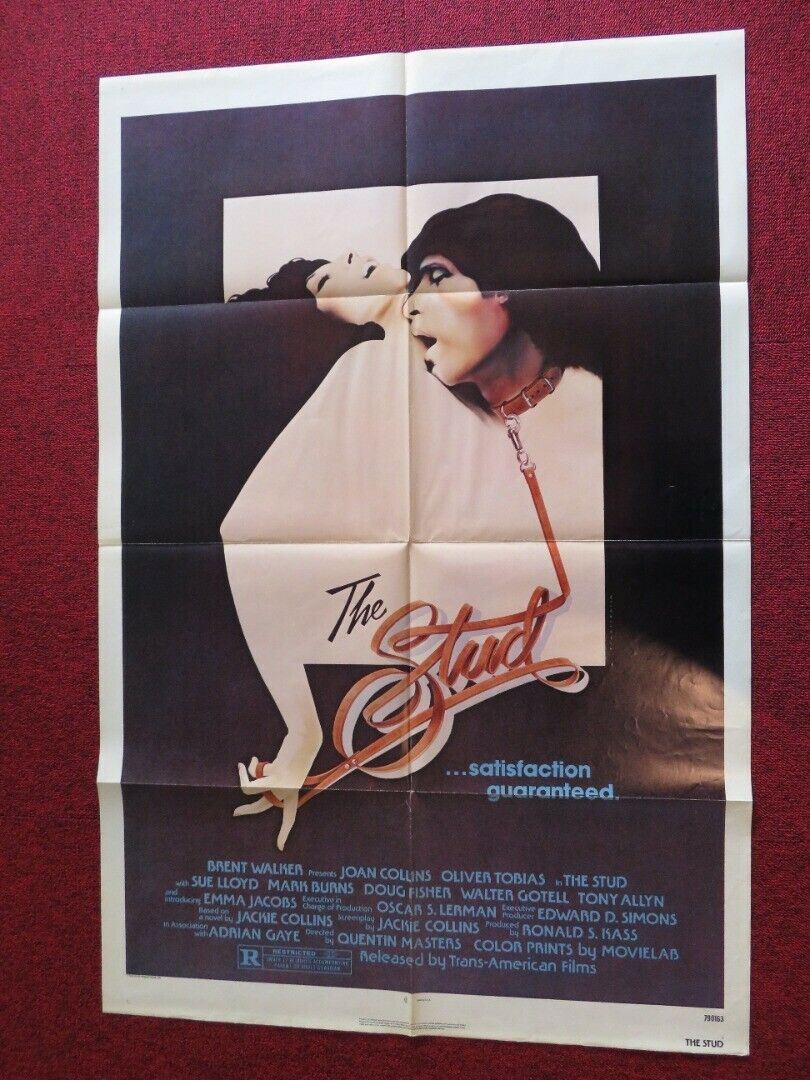 The
Stud
...satisfaction
guaranteed.
BRENT WALKER Presents JOAN COLLINS OLIVER TOBIAS in THE STUD
with SUE LLOYD MARK BURNS DOUG FISHER WALTER GOTELL TONY ALLYN
and introducing EMMA JACOBS Executive in Charge of Production OSCAR S. LERMAN Executive Producer EDWARD D. SIMONS
Based on a novel by JACKIE COLLINS Screenplay by JACKIE COLLINS Produced by RONALD S. KASS
In Association with ADRIAN GAYE Directed by QUENTIN MASTERS COLOR PRINTS by MOVIELAB
R RESTRICTED
Released by Trans-American Films
790163
THE STUD